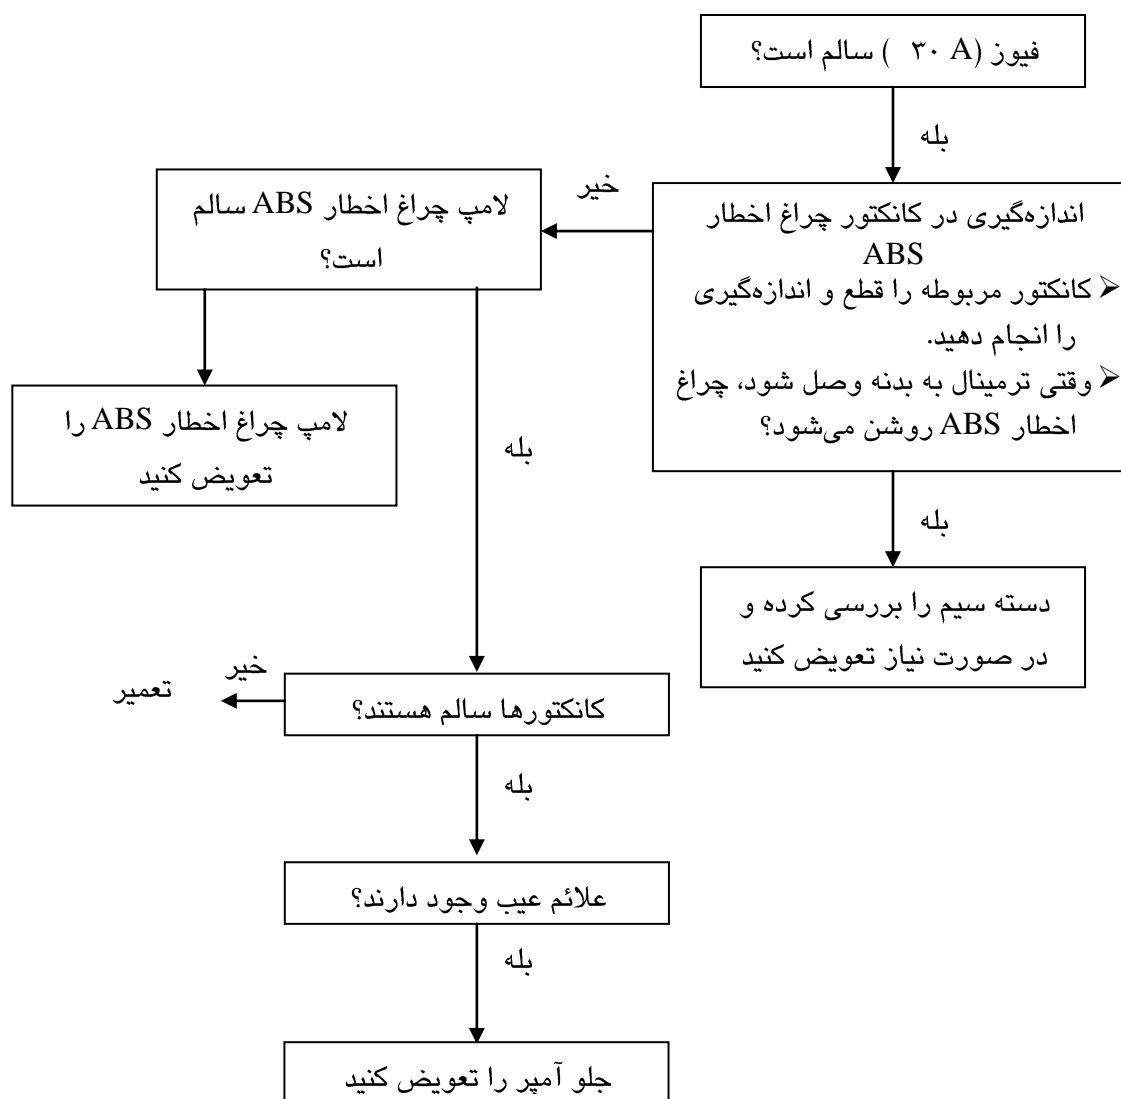 فیوز (۳۰ A) سالم است؟
بله
اندازه‌گیری در کانکتور چراغ اخطار
ABS
⮚ کانکتور مربوطه را قطع و اندازه‌گیری
را انجام دهید.
⮚ وقتی ترمینال به بدنه وصل شود، چراغ
اخطار ABS روشن می‌شود؟
خیر
لامپ چراغ اخطار ABS سالم
است؟
لامپ چراغ اخطار ABS را
تعویض کنید
بله
بله
دسته سیم را بررسی کرده و
در صورت نیاز تعویض کنید
کانکتورها سالم هستند؟
خیر
تعمیر
بله
علائم عیب وجود دارند؟
بله
جلو آمپر را تعویض کنید